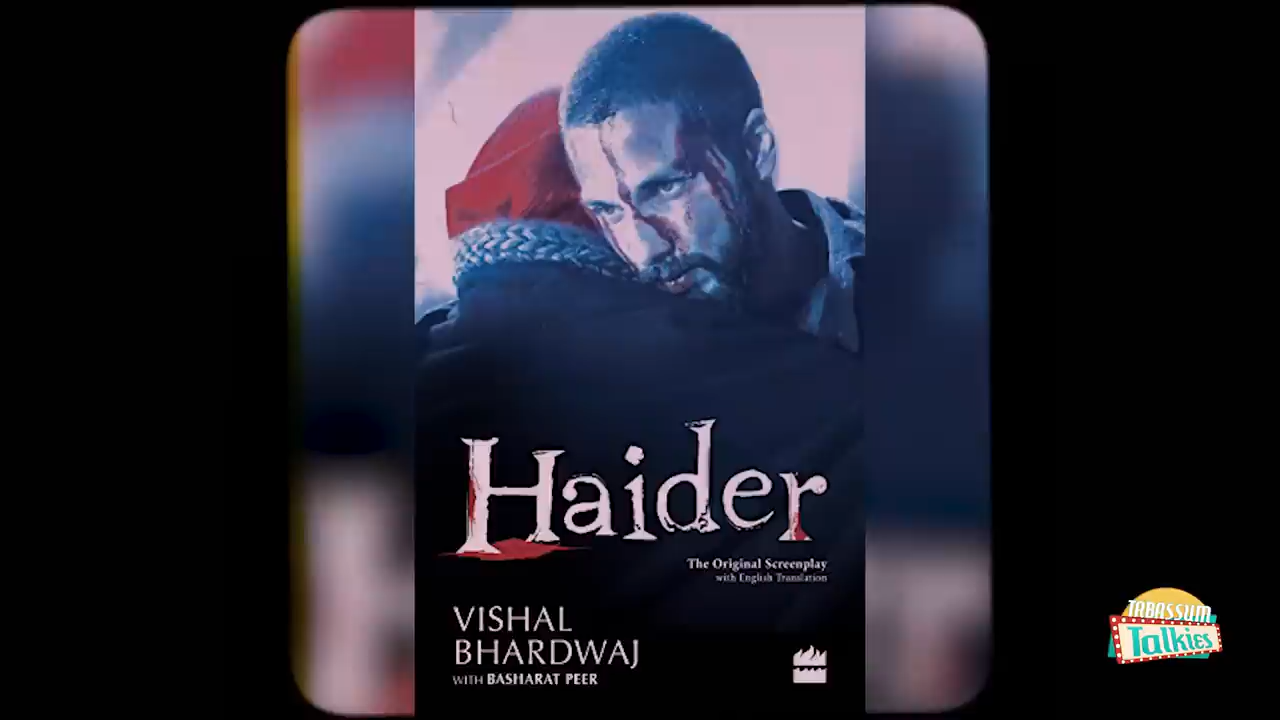 Haider
The Original Screenplay
with English Translation
VISHAL
BHARDWAJ
WITH BASHARAT PEER
TABASSUM
Talkies